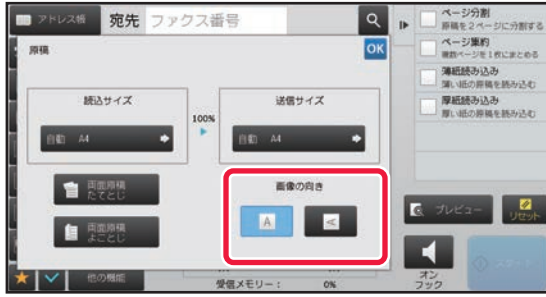 アドレス帳 宛先 ファクス番号
原稿
OK
読込サイズ
100%
送信サイズ
自動 A4
自動 A4
両面原稿
たてとじ
両面原稿
よことじ
画像の向き
A
A
他の機能
受信メモリー: 0%
ページ分割
原稿を2ページに分割する
ページ集約
複数ページを1枚にまとめる
薄紙読み込み
薄い紙の原稿を読み込む
厚紙読み込み
厚い紙の原稿を読み込む
プレビュー
リセット
オン
フック
スタート